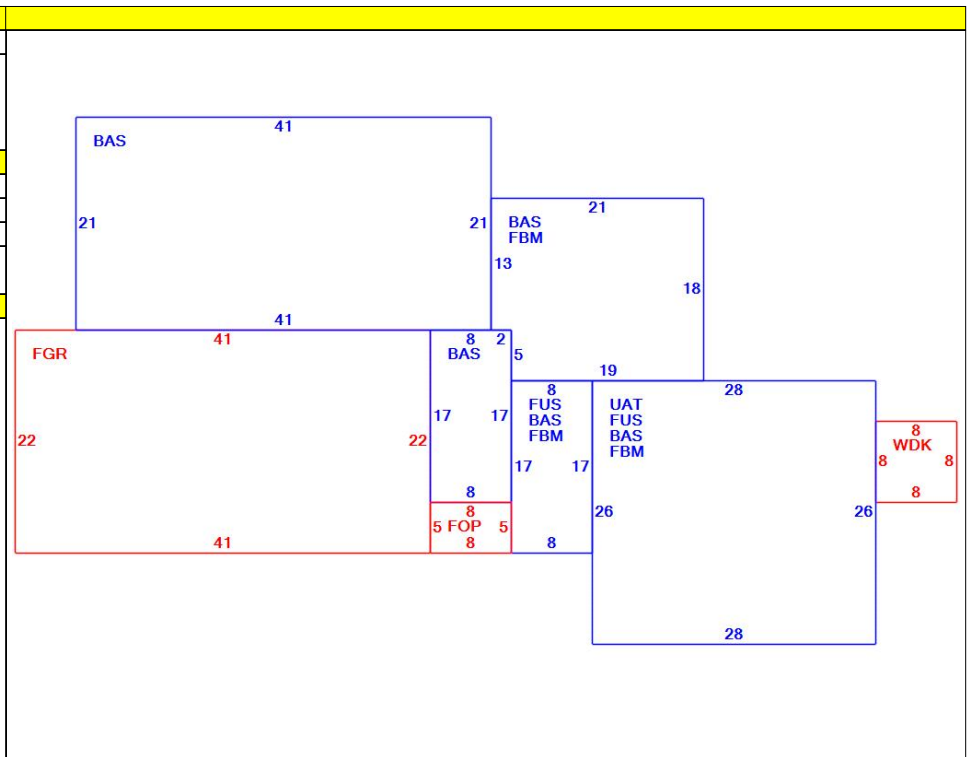 41
BAS
21
21
21
BAS
FBM
13
18
41
41
8 2
FGR
BAS
5
19
8
28
FUS
BAS
FBM
UAT
FUS
BAS
FBM
17
17
22
22
8
WDK
8
8
17
17
8
8
26
26
8
5 FOP 5
8
41
8
28